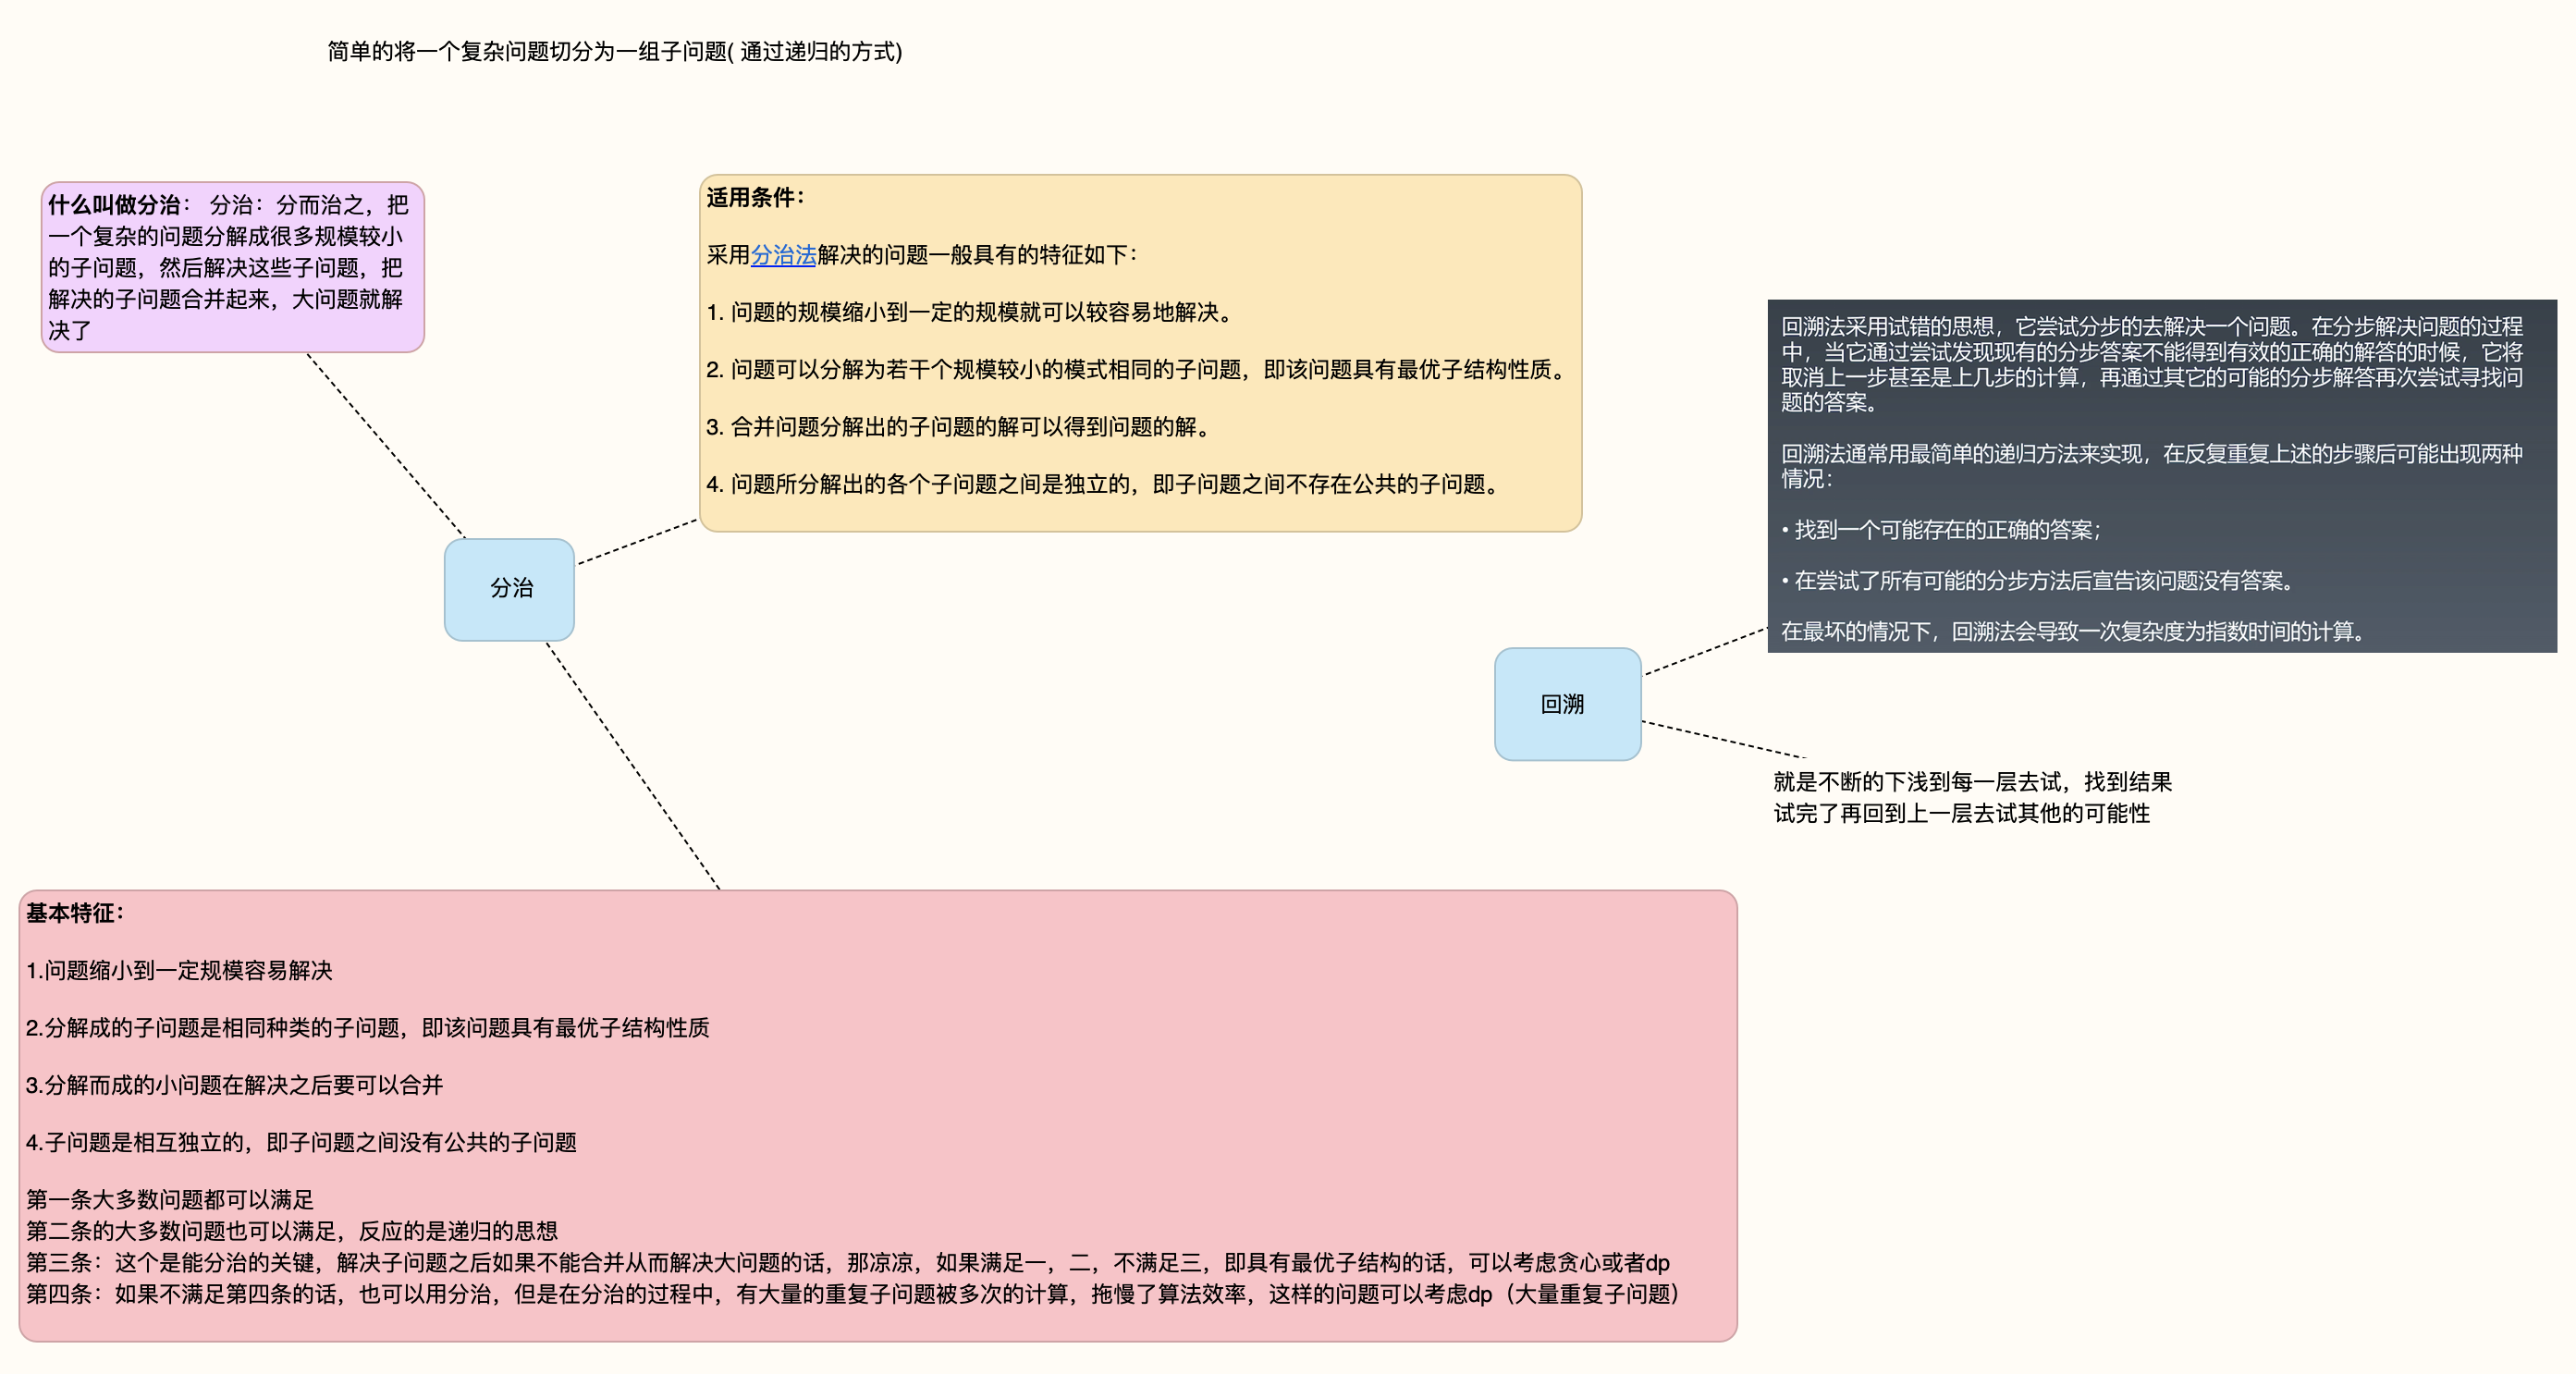 简单的将一个复杂问题切分为一组子问题( 通过递归的方式)
什么叫做分治： 分治：分而治之，把
一个复杂的问题分解成很多规模较小
的子问题，然后解决这些子问题，把
解决的子问题合并起来，大问题就解
决了
适用条件：
采用分治法解决的问题一般具有的特征如下：
1. 问题的规模缩小到一定的规模就可以较容易地解决。
2. 问题可以分解为若干个规模较小的模式相同的子问题，即该问题具有最优子结构性质。
3. 合并问题分解出的子问题的解可以得到问题的解。
4. 问题所分解出的各个子问题之间是独立的，即子问题之间不存在公共的子问题。
分治
回溯法采用试错的思想，它尝试分步的去解决一个问题。在分步解决问题的过程
中，当它通过尝试发现现有的分步答案不能得到有效的正确的解答的时候，它将
取消上一步甚至是上几步的计算，再通过其它的可能的分步解答再次尝试寻找问
题的答案。
回溯法通常用最简单的递归方法来实现，在反复重复上述的步骤后可能出现两种
情况：
• 找到一个可能存在的正确的答案；
• 在尝试了所有可能的分步方法后宣告该问题没有答案。
在最坏的情况下，回溯法会导致一次复杂度为指数时间的计算。
回溯
就是不断的下浅到每一层去试，找到结果
试完了再回到上一层去试其他的可能性
基本特征：
1.问题缩小到一定规模容易解决
2.分解成的子问题是相同种类的子问题，即该问题具有最优子结构性质
3.分解而成的小问题在解决之后要可以合并
4.子问题是相互独立的，即子问题之间没有公共的子问题
第一条大多数问题都可以满足
第二条的大多数问题也可以满足，反应的是递归的思想
第三条：这个是能分治的关键，解决子问题之后如果不能合并从而解决大问题的话，那凉凉，如果满足一，二，不满足三，即具有最优子结构的话，可以考虑贪心或者dp
第四条：如果不满足第四条的话，也可以用分治，但是在分治的过程中，有大量的重复子问题被多次的计算，拖慢了算法效率，这样的问题可以考虑dp（大量重复子问题）